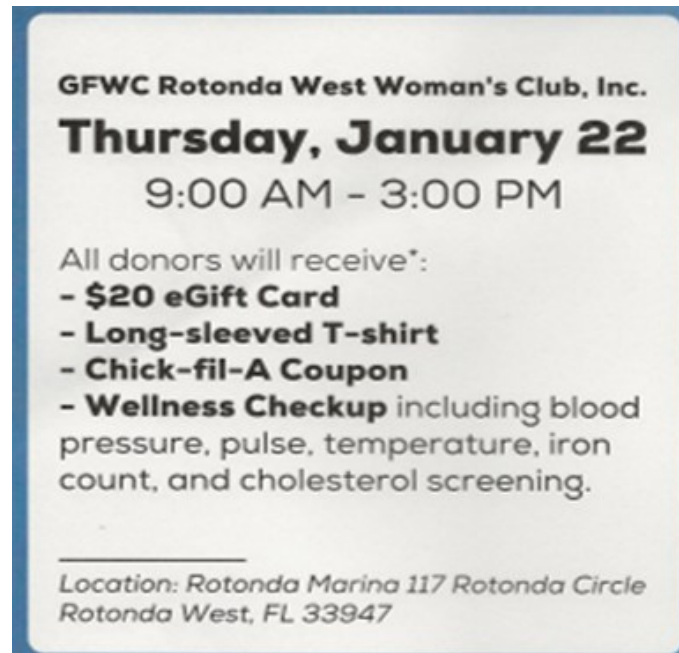 GFWC Rotonda West Woman's Club, Inc.
Thursday, January 22
9:00 AM - 3:00 PM
All donors will receive*:
- $20 eGift Card
- Long-sleeved T-shirt
- Chick-fil-A Coupon
- Wellness Checkup including blood
pressure, pulse, temperature, iron
count, and cholesterol screening.
Location: Rotonda Marina 117 Rotonda Circle
Rotonda West, FL 33947